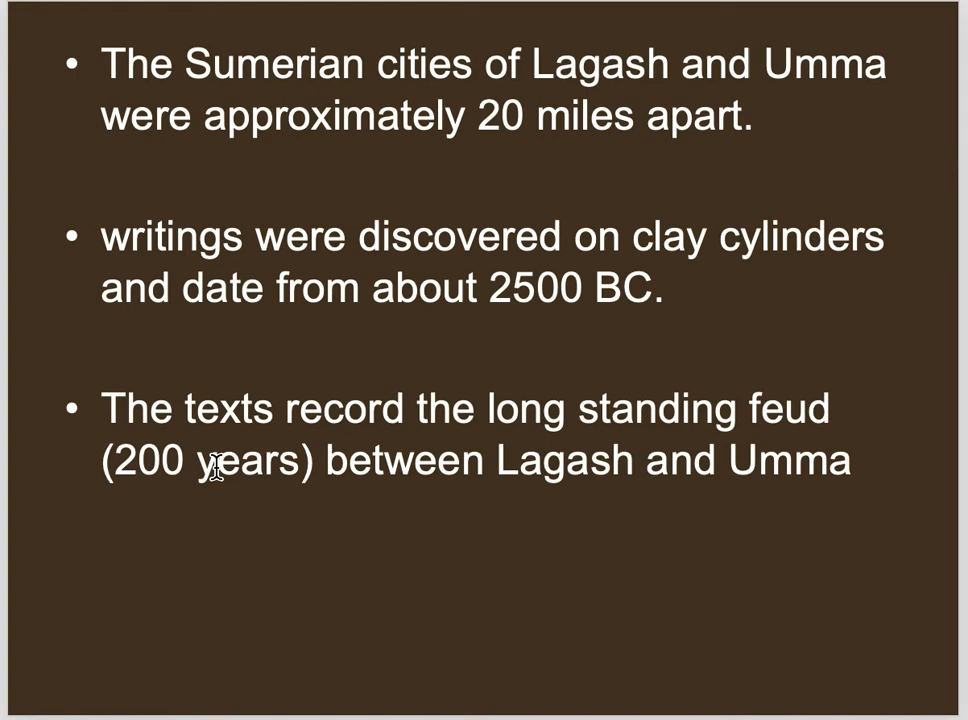 • The Sumerian cities of Lagash and Umma
were approximately 20 miles apart.
• writings were discovered on clay cylinders
and date from about 2500 BC.
• The texts record the long standing feud
(200 years) between Lagash and Umma